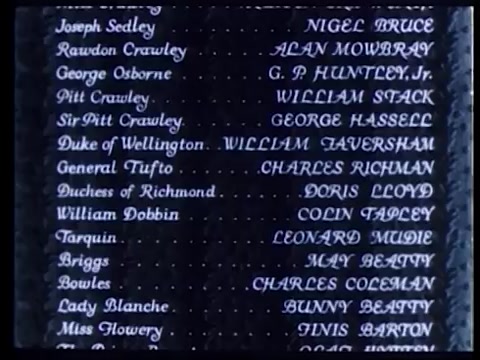 Joseph Sedley . . . . . . . . NIGEL BRUCE
Rawdon Crawley . . . . . . ALAN MOWBRAY
George Osborne . . . . . . G. P. HUNTLEY, Jr.
Pitt Crawley . . . . . . . . WILLIAM STACK
Sir Pitt Crawley . . . . . . GEORGE HASSELL
Duke of Wellington . . WILLIAM FAVERSHAM
General Tufto . . . . . CHARLES RICHMAN
Duchess of Richmond . . . . . DORIS LLOYD
William Dobbin . . . . . . COLIN TAPLEY
Tarquin . . . . . . . . . LEONARD MUDIE
Briggs . . . . . . . . . . . MAY BEATTY
Bowles . . . . . . . . CHARLES COLEMAN
Lady Blanche . . . . . . . BUNNY BEATTY
Miss Flowery . . . . . . . FINIS BARTON